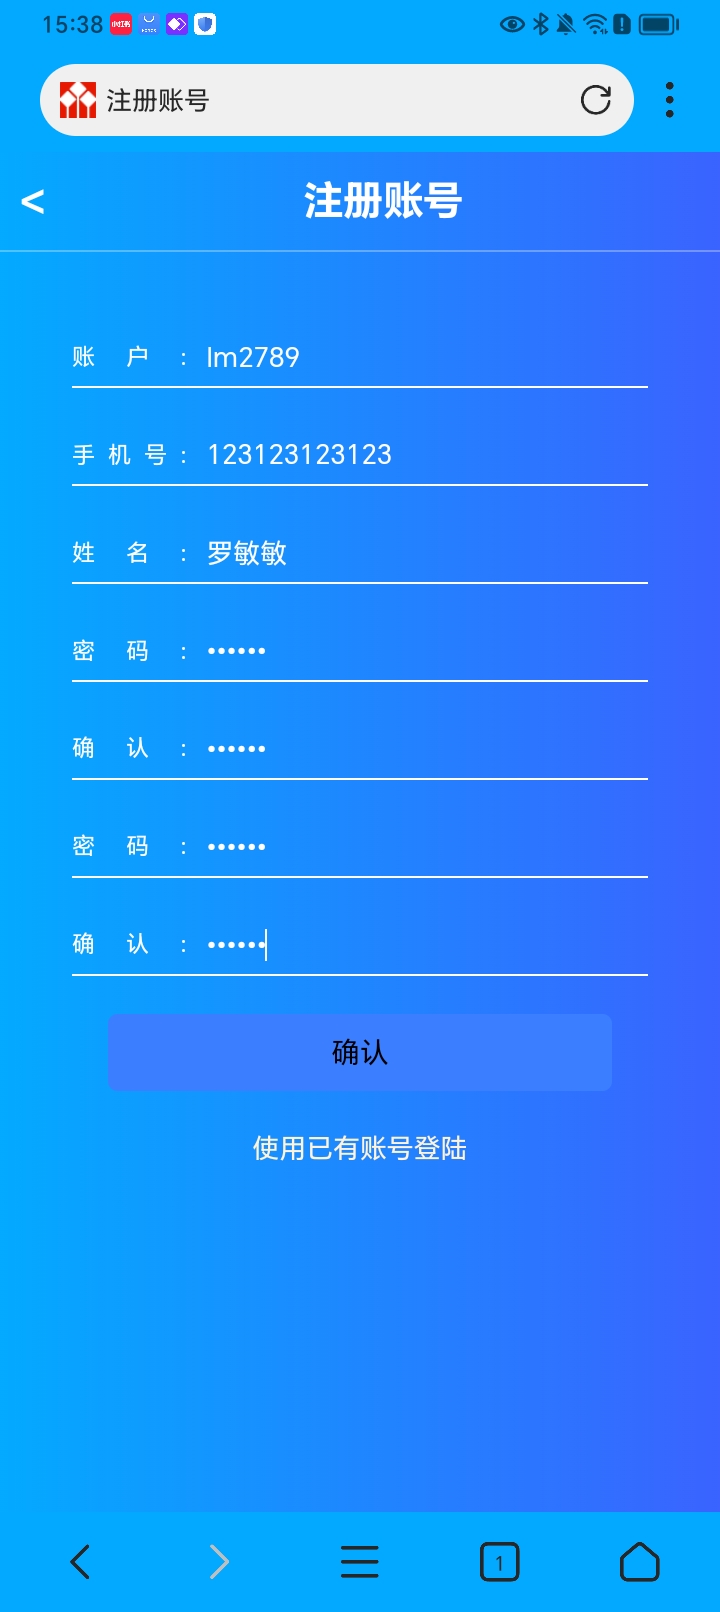 15:38
注册账号
< 注册账号
账 户 : lm2789
手 机 号 : 123123123123
姓 名 : 罗敏敏
密 码 : ••••••
确 认 : ••••••
密 码 : ••••••
确 认 : ••••••
确认
使用已有账号登陆
1